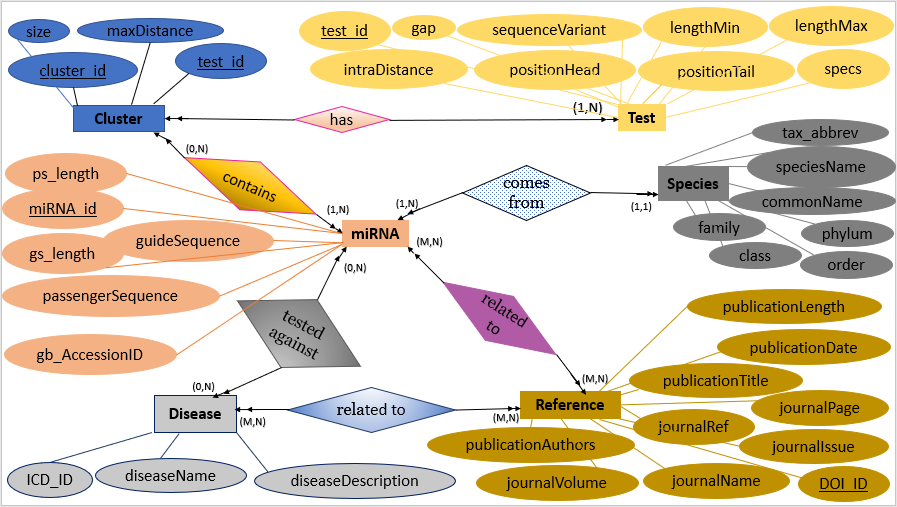 size
maxDistance
cluster_id
test_id
Cluster
test_id
gap
sequenceVariant
lengthMin
lengthMax
intraDistance
positionHead
positionTail
specs
(1,N)
Test
has
(0,N)
contains
(1,N)
ps_length
miRNA_id
guideSequence
gs_length
passengerSequence
gb_AccessionID
miRNA
(1,N)
(M,N)
(0,N)
comes
from
(1,1)
Species
tax_abbrev
speciesName
commonName
family
phylum
class
order
tested
against
(0,N)
related
to
(M,N)
Disease
(M,N)
related to
(M,N)
Reference
ICD_ID
diseaseName
diseaseDescription
publicationLength
publicationDate
publicationTitle
journalPage
journalRef
publicationAuthors
journalIssue
journalVolume
journalName
DOI_ID